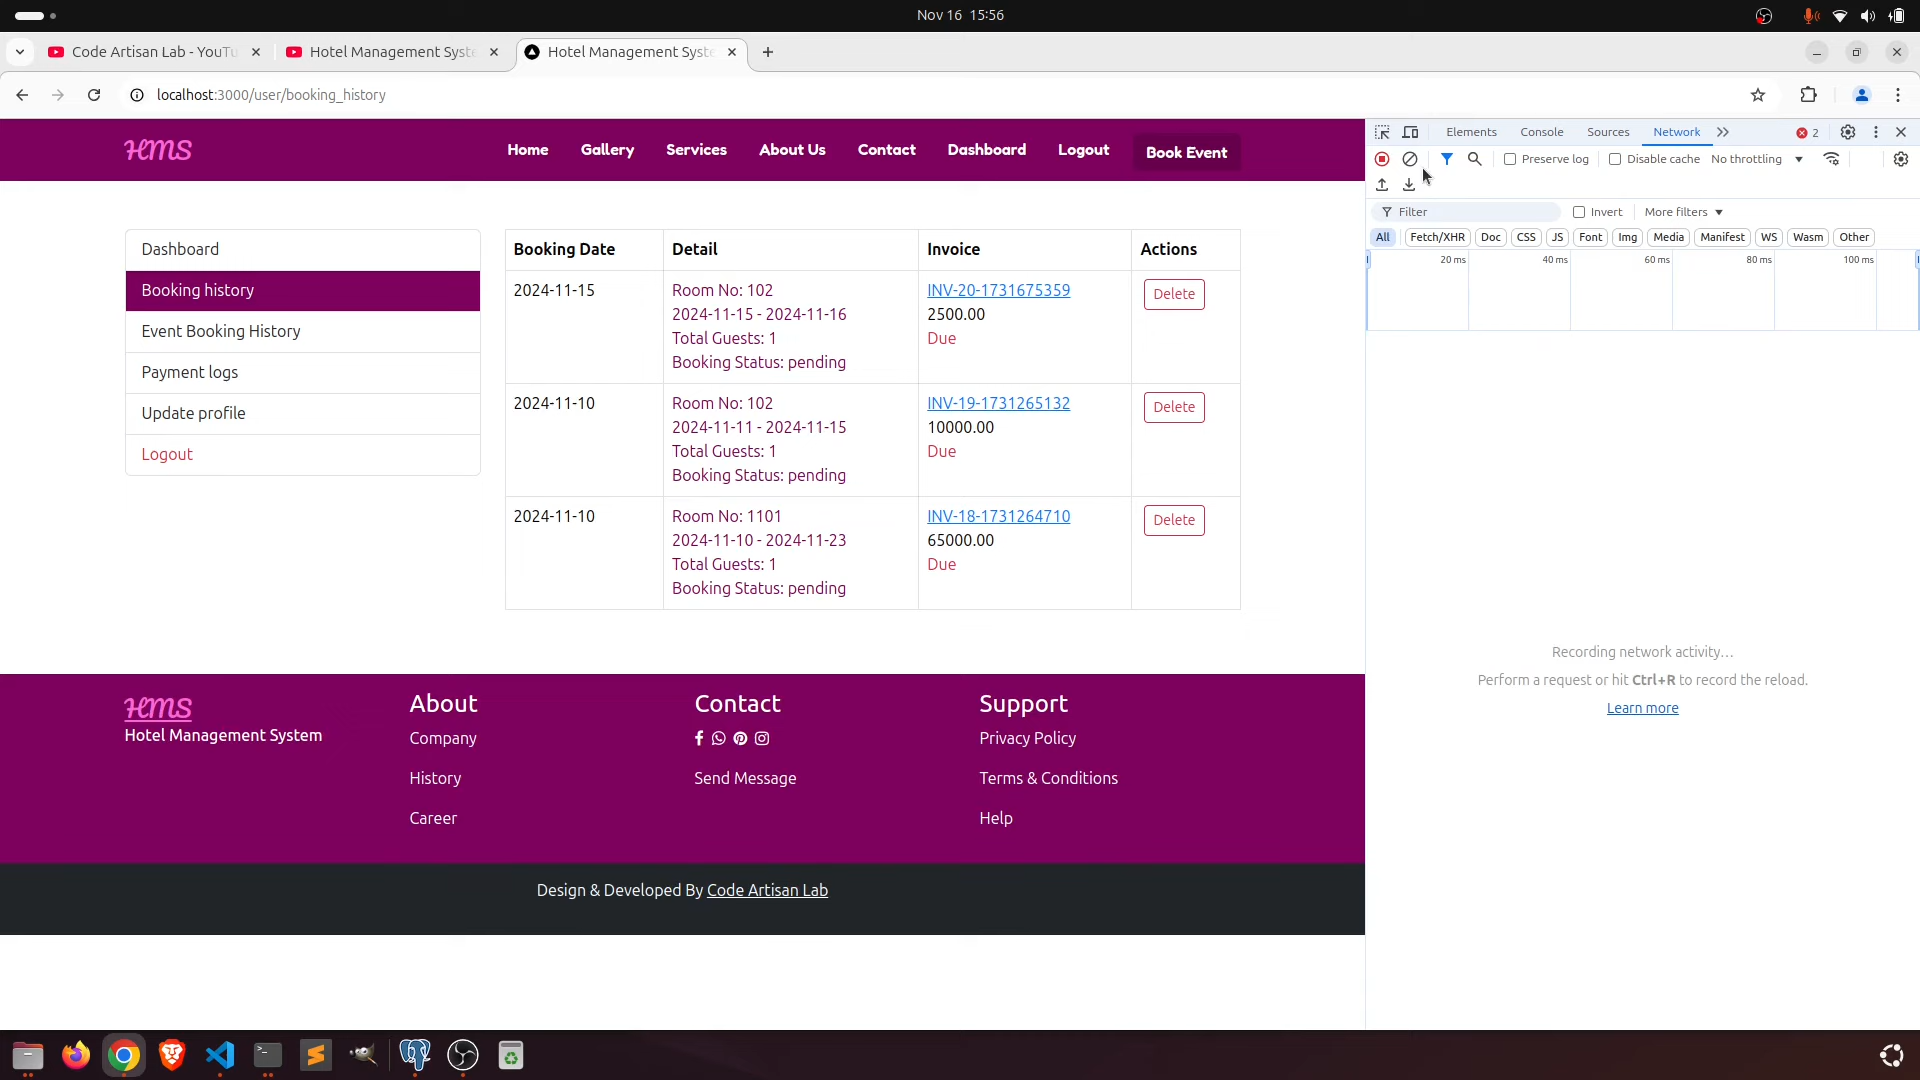 Nov 16 15:56
Code Artisan Lab - YouTu
Hotel Management Syste
Hotel Management Syste
localhost:3000/user/booking_history
HMS
Home
Gallery
Services
About Us
Contact
Dashboard
Logout
Book Event
Elements
Console
Sources
Network
2
Preserve log
Disable cache
No throttling
Filter
Invert
More filters
All
Fetch/XHR
Doc
CSS
JS
Font
Img
Media
Manifest
WS
Wasm
Other
20 ms
40 ms
60 ms
80 ms
100 ms
Recording network activity…
Perform a request or hit Ctrl+R to record the reload.
Learn more
Dashboard
Booking history
Event Booking History
Payment logs
Update profile
Logout
Booking Date
Detail
Invoice
Actions
2024-11-15
Room No: 102
2024-11-15 - 2024-11-16
Total Guests: 1
Booking Status: pending
INV-20-1731675359
2500.00
Due
Delete
2024-11-10
Room No: 102
2024-11-11 - 2024-11-15
Total Guests: 1
Booking Status: pending
INV-19-1731265132
10000.00
Due
Delete
2024-11-10
Room No: 1101
2024-11-10 - 2024-11-23
Total Guests: 1
Booking Status: pending
INV-18-1731264710
65000.00
Due
Delete
HMS
Hotel Management System
About
Company
History
Career
Contact
Send Message
Support
Privacy Policy
Terms & Conditions
Help
Design & Developed By Code Artisan Lab